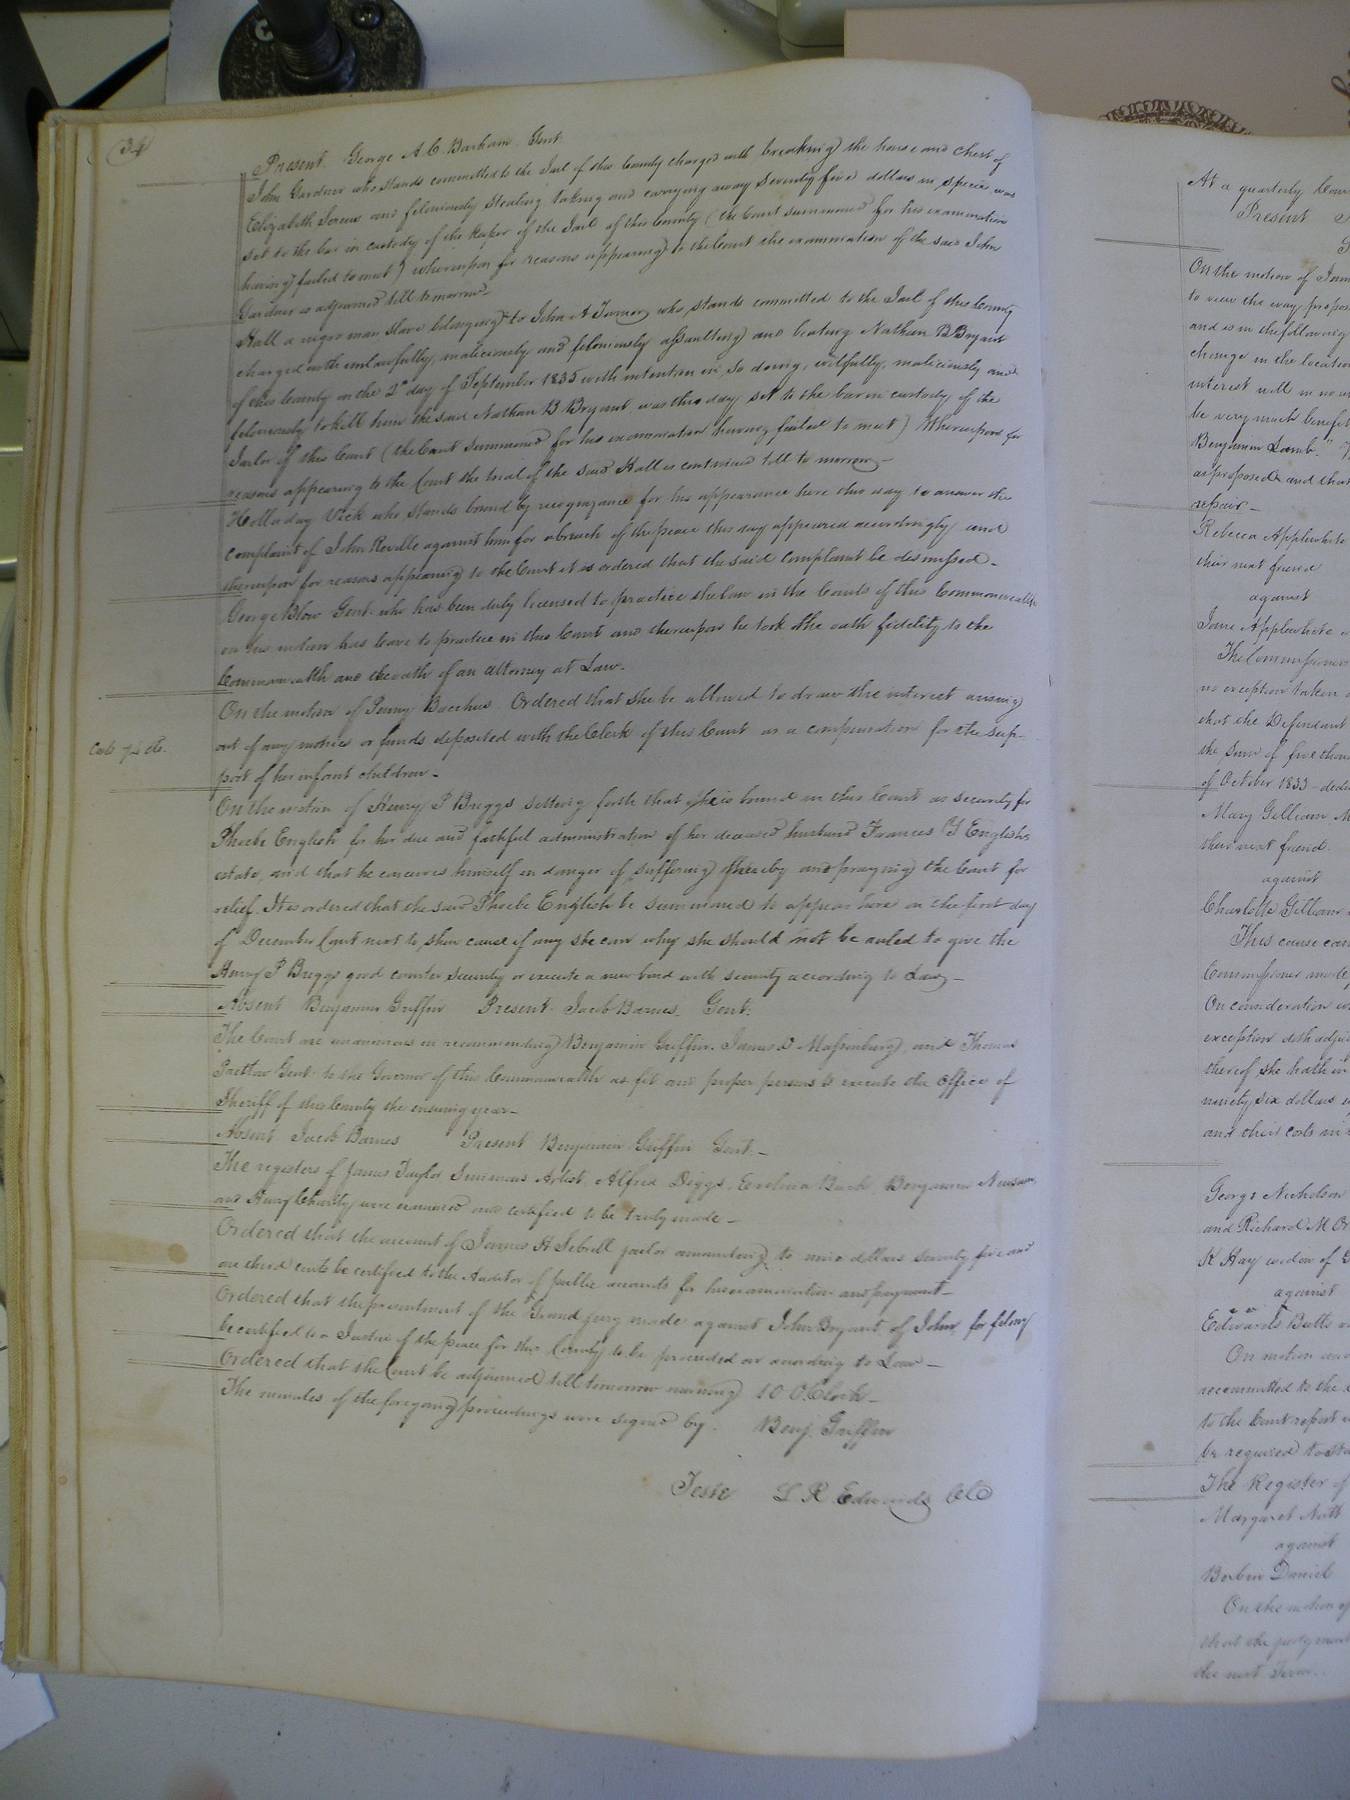 34
Present George A. C. Barham Gent.
John Gardner who stands committed to the Jail of this County charged with breaking the house and chest of
Elizabeth and feloniously stealing taking and carrying away seventy five dollars in specie, was
set to the bar in custody of the keeper of the Jail of this County (the Court summoned for his examination
having failed to meet) whereupon for reasons appearing to the Court the examination of the said John
Gardner is adjourned till tomorrow_
Hall a negro man slave belonging to John A who stands committed to the Jail of this County
charged with unlawfully, maliciously and feloniously assaulting and beating Nathan B Bryant
of this County on the 2nd day of September 1835 with intention in so doing, wilfully, maliciously and
feloniously to kill him the said Nathan B Bryant, was this day set to the bar in custody of the
Jailor of this Court (the Court summoned for his examination having failed to meet) Whereupon for
reasons appearing to the Court the trial of the said Hall is continued till to morrow_
Holladay Vick who stands bound by recognizance for his appearance here this day to answer the
complaint of John Reville against him for a breach of the peace this day appeared accordingly and
thereupon for reasons appearing to the Court it is ordered that the said complaint be dismissed_
George Blow Gent. who has been duly licensed to practice the law in the Courts of this Commonwealth
on his motion has leave to practice in this Court and thereupon he took the oath fidelity to the
Commonwealth and the oath of an Attorney at Law_
On the motion of Penny Bacchus Ordered that she be allowed to draw the interest arising
out of any monies or funds deposited with the Clerk of this Court as a compensation for the sup-
port of her infant children_
On the motion of Henry P Briggs setting forth that he is bound in this Court as security for
Phoebe English for her due and faithful administration of her deceased husband Frances English's
estate, and that he conceives himself in danger of suffering thereby and praying the Court for
relief. It is ordered that the said Phoebe English be summoned to appear here on the first day
of December Court next to shew cause if any she can why she should not be ruled to give the
Henry P Briggs good counter security or execute a new bond with security according to Law_
Absent Benjamin Griffin Present Jacob Barnes Gent.
The Court are unanimous in recommending Benjamin Griffin, James D Massenburg, and Thomas
Pretlow Gent. to the Governor of this Commonwealth as fit and proper persons to execute the office of
Sheriff of this County the ensuing year_
Absent Jacob Barnes Present Benjamin Griffin Gent._
The registers of James Taylor Artist, Alfred Diggs, Benjamin Newsum
and Charity were examined and certified to be truly made_
Ordered that the account of James H Sebrell jailor amounting to nine dollars seventy five and
one third cents be certified to the Auditor of public accounts for his examination and payment_
Ordered that the presentment of the Grand jury made against John Bryant of John for felony
be certified to a Justice of the peace for this County to be proceeded on according to Law_
Ordered that the Court be adjourned till tomorrow morning 10 O.Clock_
The minutes of the foregoing proceedings were signed by. Benj. Griffin
Teste L R Edwards
At a quarterly
Present
On the motion of
to view the way
and is in the following
change in the location
interest will in no
be very much benefit
Benjamin Lamb"
as proposed and that
repair_
Rebecca Applewhite
their next friend
against
Jane Applewhite
The Commissioners
no exception taken
that the Defendant
the sum of five
of October 1833
Mary Gilliam
their next friend
against
Charlotte Gilliam
This cause
Commissioner
On consideration
exception doth
thereof she hath
ninety six dollars
and their costs
George Nicholson
and Richard M
K Hay widow of
against
Edwards Butts
On motion
recommitted to the
to the Court report
be required to
The Register of
Margaret
against
Daniel
On the motion of
that the
the next Term.